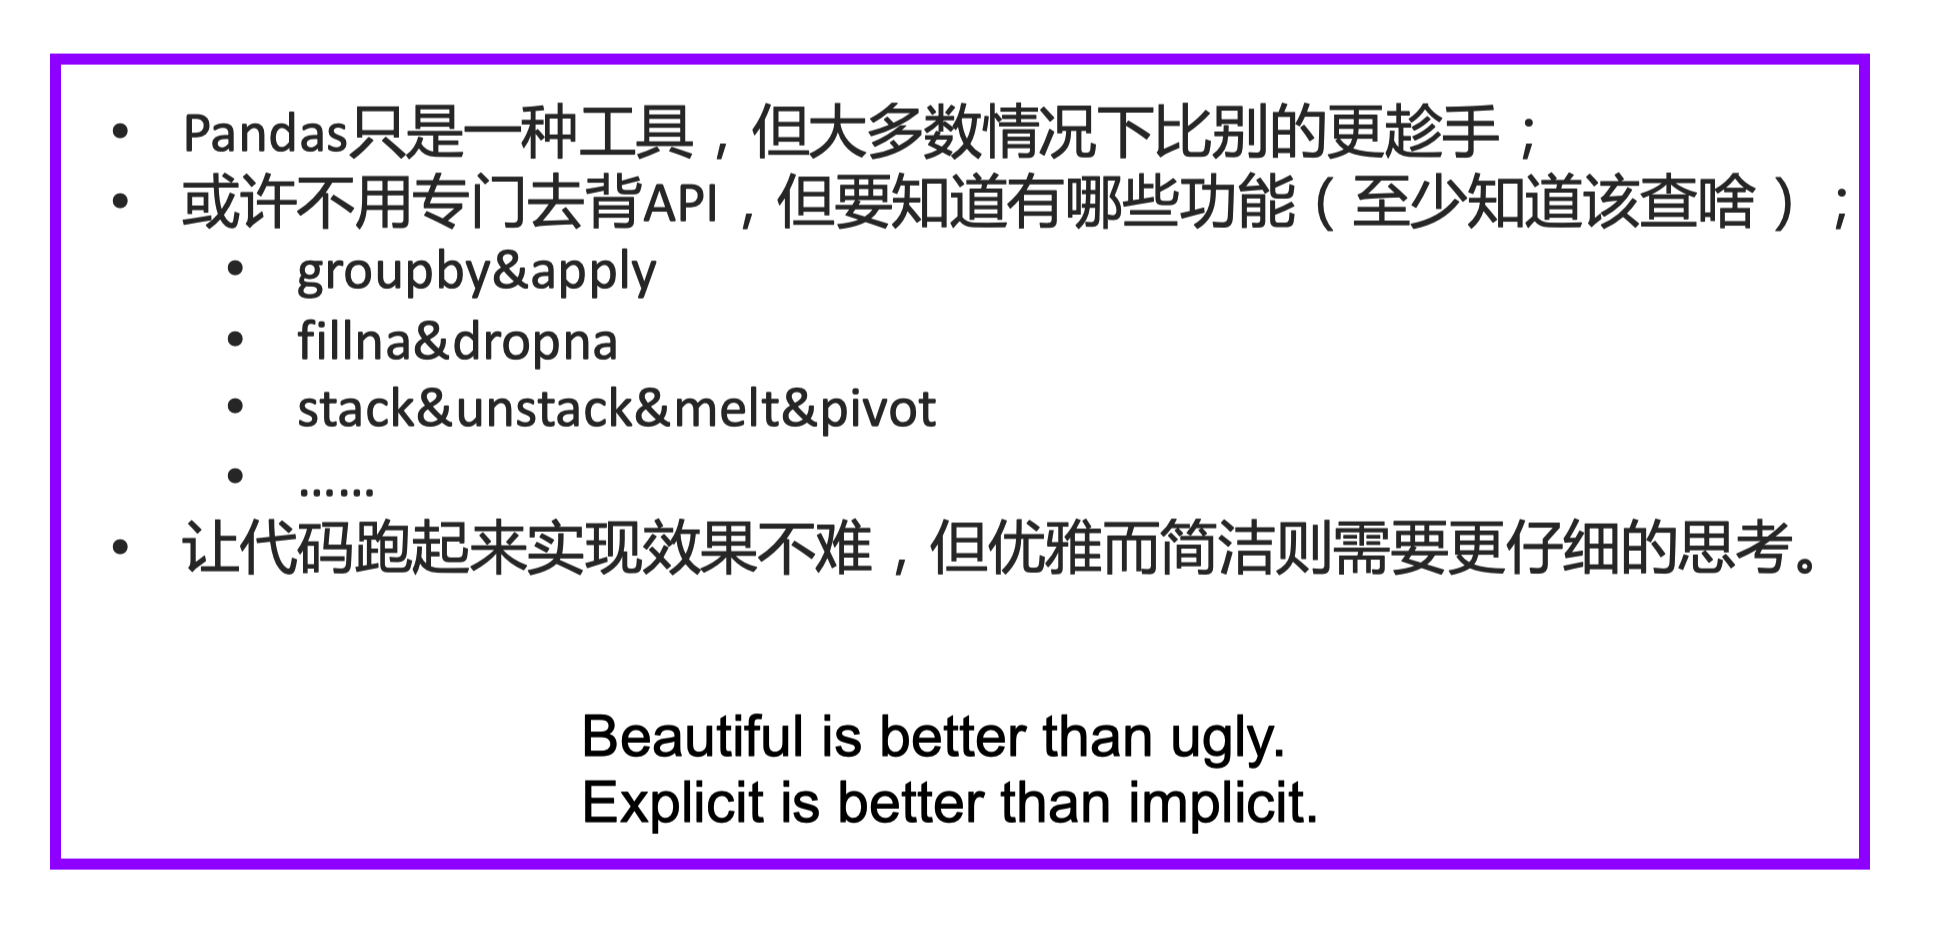 • Pandas只是一种工具，但大多数情况下比别的更趁手；
• 或许不用专门去背API，但要知道有哪些功能（至少知道该查啥）；
• groupby&apply
• fillna&dropna
• stack&unstack&melt&pivot
• ……
• 让代码跑起来实现效果不难，但优雅而简洁则需要更仔细的思考。
Beautiful is better than ugly.
Explicit is better than implicit.